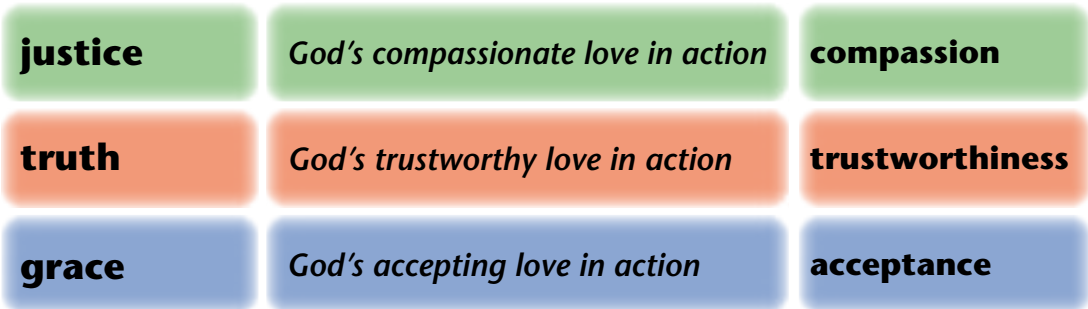 justice God’s compassionate love in action compassion
truth God’s trustworthy love in action trustworthiness
grace God’s accepting love in action acceptance